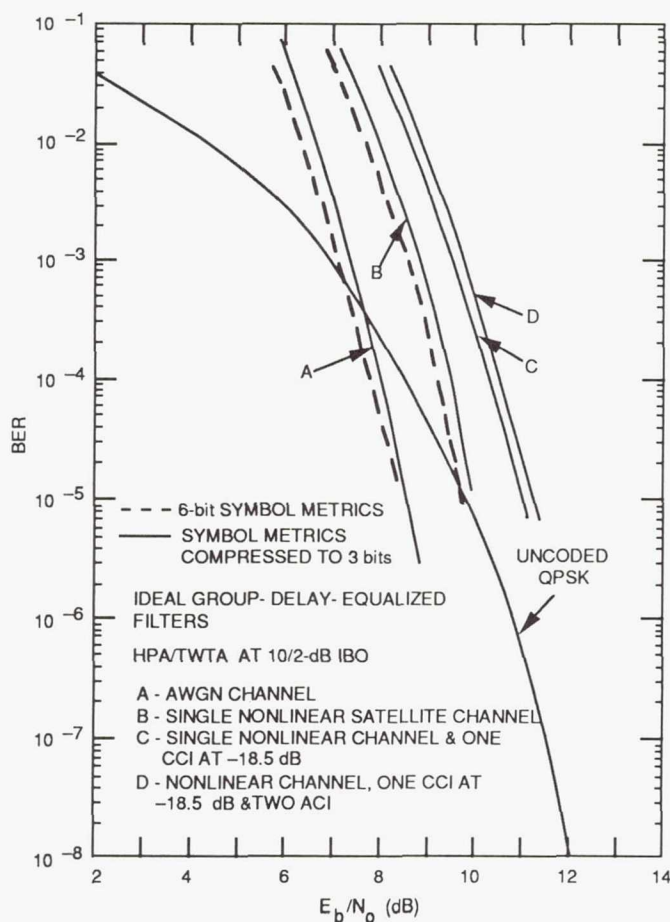 10 −1
10 −2
10 −3
10 −4
10 −5
10 −6
10 −7
10 −8
BER
A
B
C
D
UNCODED
QPSK
6-bit SYMBOL METRICS
SYMBOL METRICS
COMPRESSED TO 3 bits
IDEAL GROUP- DELAY- EQUALIZED
FILTERS
HPA/TWTA AT 10/2-dB IBO
A - AWGN CHANNEL
B - SINGLE NONLINEAR SATELLITE CHANNEL
C - SINGLE NONLINEAR CHANNEL & ONE
CCI AT −18.5 dB
D - NONLINEAR CHANNEL, ONE CCI AT
−18.5 dB & TWO ACI
2 4 6 8 10 12 14
E b /N o (dB)